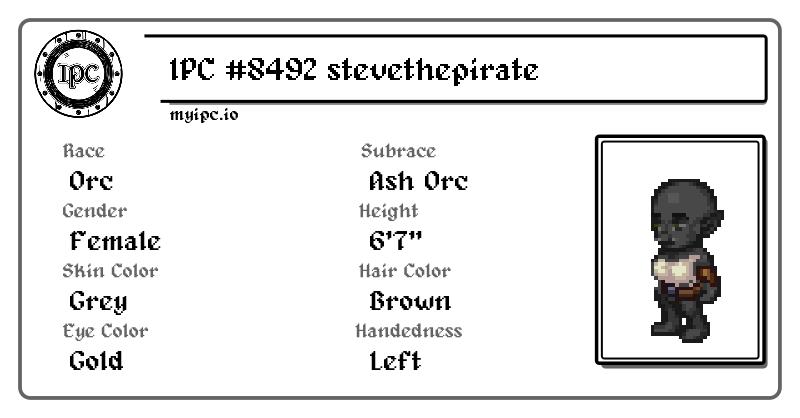 IPC
IPC #8492 stevethepirate
myipc.io
Race
Orc
Subrace
Ash Orc
Gender
Female
Height
6'7"
Skin Color
Grey
Hair Color
Brown
Eye Color
Gold
Handedness
Left